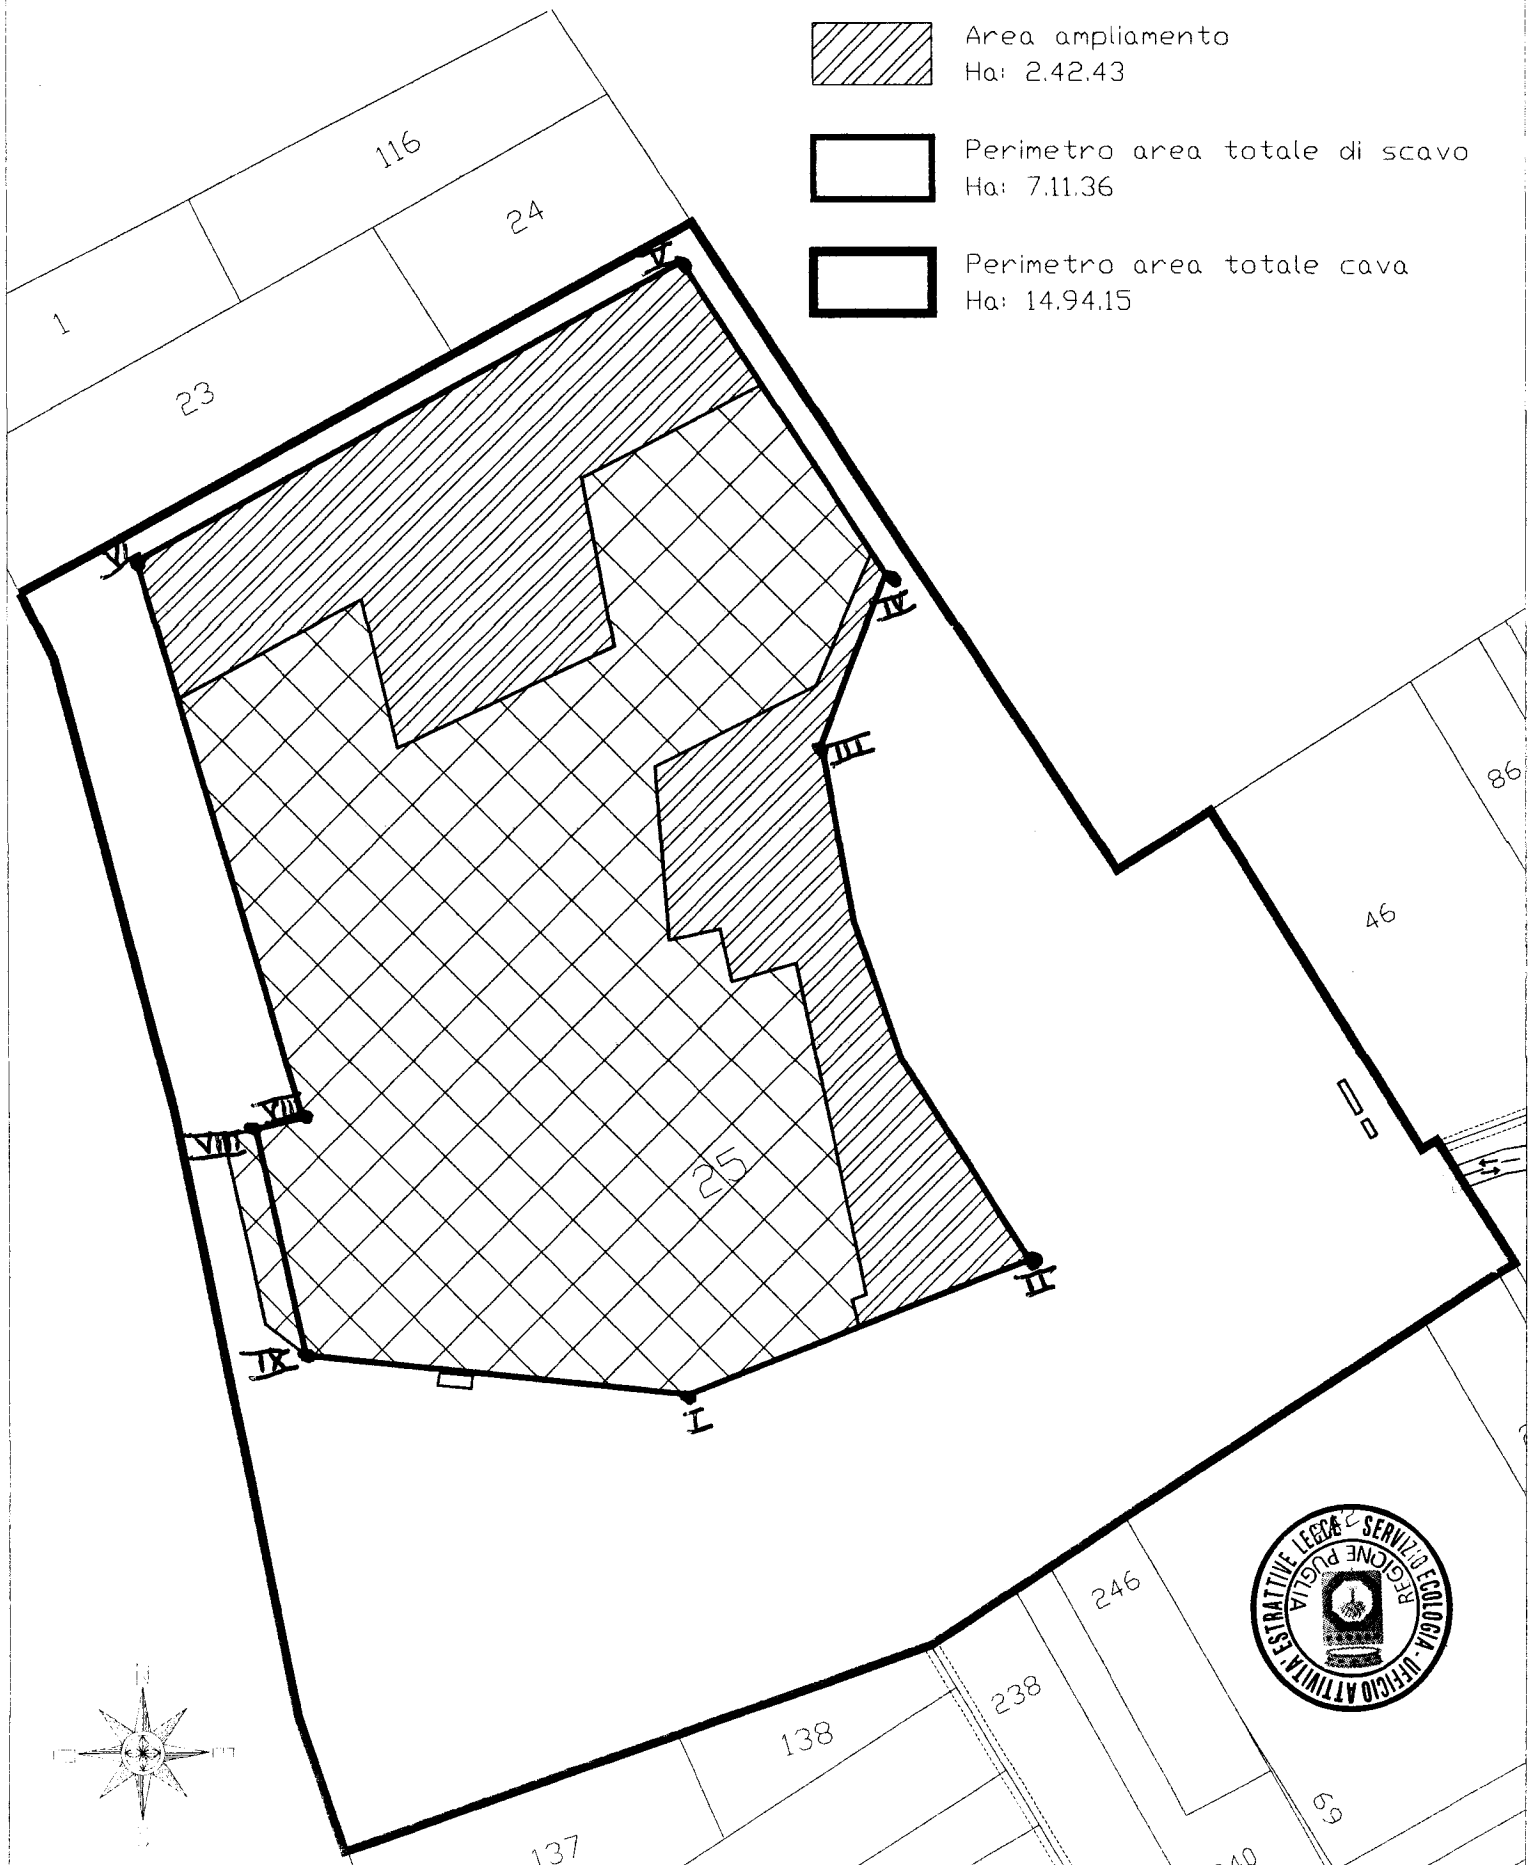 Area ampliamento
Ha: 2.42.43
Perimetro area totale di scavo
Ha: 7.11.36
Perimetro area totale cava
Ha: 14.94.15
116
24
1
23
V
VI
IV
III
86
46
VII
VIII
25
II
IX
I
246
238
138
137
69
SERVIZIO ECOLOGIA - UFFICIO ATTIVITA' ESTRATTIVE LECCE
REGIONE PUGLIA